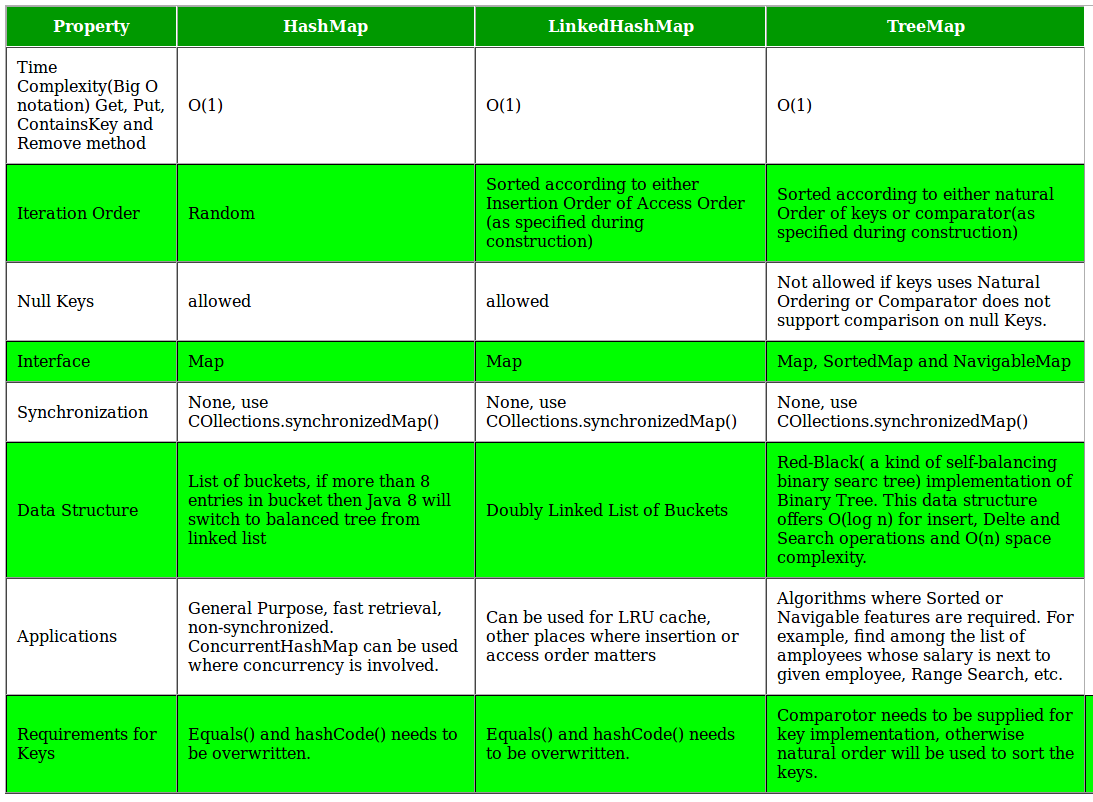 Property
HashMap
LinkedHashMap
TreeMap
Time
Complexity(Big O
notation) Get, Put,
ContainsKey and
Remove method
O(1)
O(1)
O(1)
Iteration Order
Random
Sorted according to either
Insertion Order of Access Order
(as specified during
construction)
Sorted according to either natural
Order of keys or comparator(as
specified during construction)
Null Keys
allowed
allowed
Not allowed if keys uses Natural
Ordering or Comparator does not
support comparison on null Keys.
Interface
Map
Map
Map, SortedMap and NavigableMap
Synchronization
None, use
COllections.synchronizedMap()
None, use
COllections.synchronizedMap()
None, use
COllections.synchronizedMap()
Data Structure
List of buckets, if more than 8
entries in bucket then Java 8 will
switch to balanced tree from
linked list
Doubly Linked List of Buckets
Red-Black( a kind of self-balancing
binary searc tree) implementation of
Binary Tree. This data structure
offers O(log n) for insert, Delte and
Search operations and O(n) space
complexity.
Applications
General Purpose, fast retrieval,
non-synchronized.
ConcurrentHashMap can be used
where concurrency is involved.
Can be used for LRU cache,
other places where insertion or
access order matters
Algorithms where Sorted or
Navigable features are required. For
example, find among the list of
amployees whose salary is next to
given employee, Range Search, etc.
Requirements for
Keys
Equals() and hashCode() needs to
be overwritten.
Equals() and hashCode() needs
to be overwritten.
Comparotor needs to be supplied for
key implementation, otherwise
natural order will be used to sort the
keys.